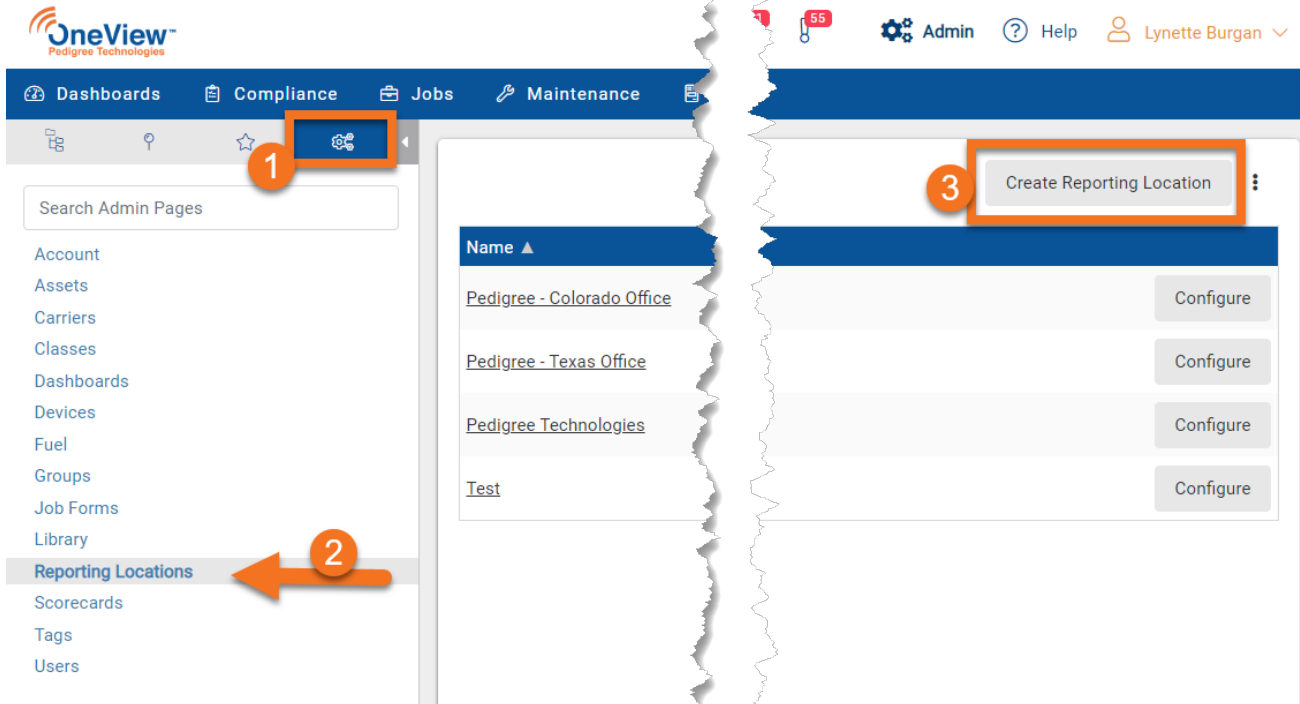 OneView™
Pedigree Technologies
55
Admin
Help
Lynette Burgan
Dashboards
Compliance
Jobs
Maintenance
1
Search Admin Pages
Account
Assets
Carriers
Classes
Dashboards
Devices
Fuel
Groups
Job Forms
Library
Reporting Locations
2
Scorecards
Tags
Users
3
Create Reporting Location
Name ▲
Pedigree - Colorado Office
Configure
Pedigree - Texas Office
Configure
Pedigree Technologies
Configure
Test
Configure